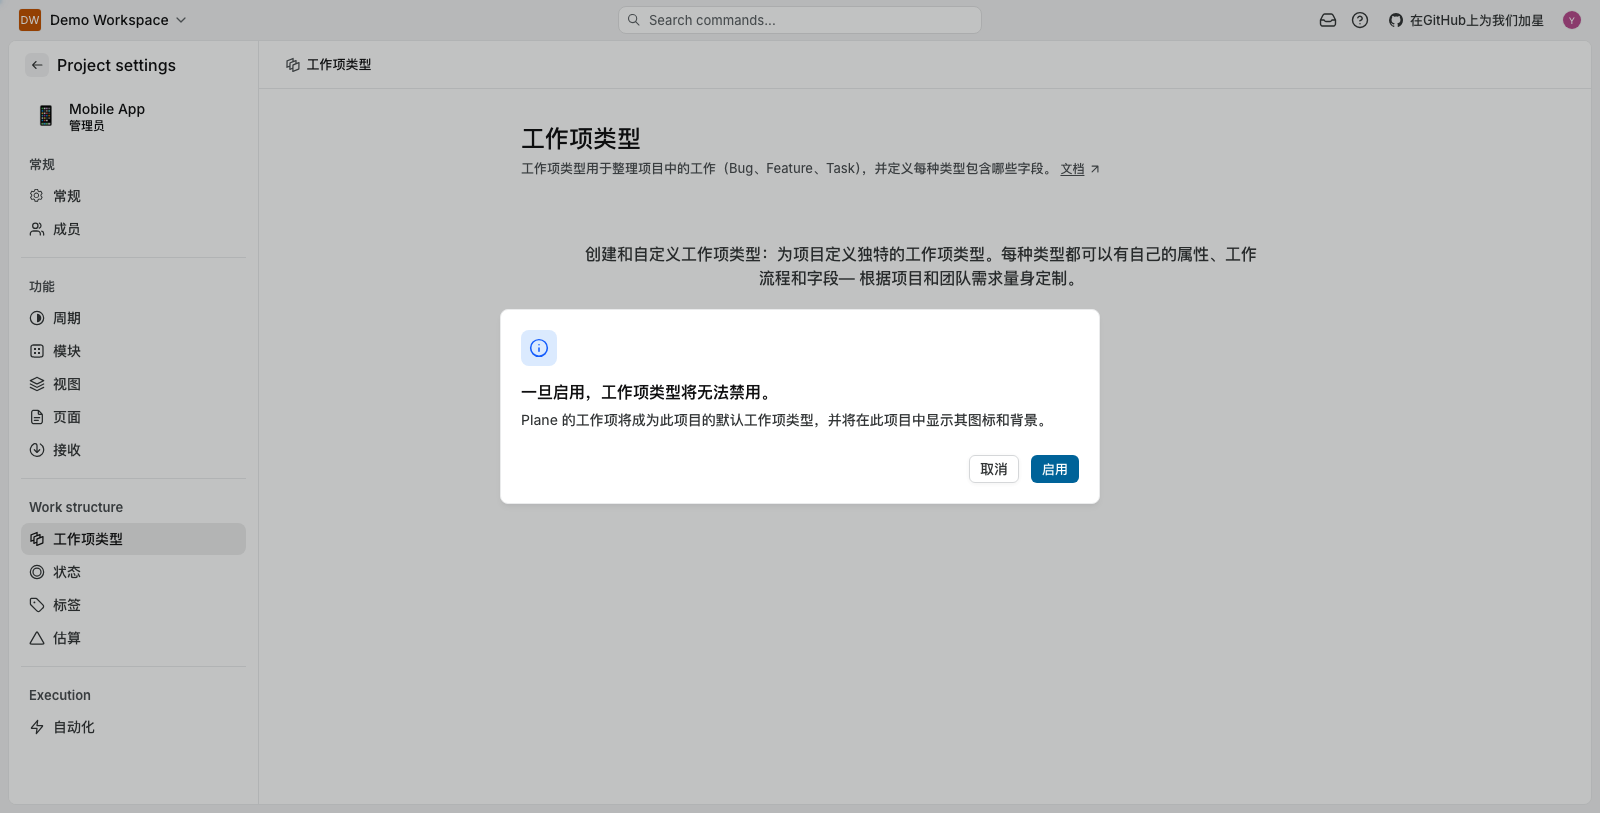 DW Demo Workspace
Search commands...
在GitHub上为我们加星
Y
Project settings
Mobile App
管理员
常规
常规
成员
功能
周期
模块
视图
页面
接收
Work structure
工作项类型
状态
标签
估算
Execution
自动化
工作项类型
工作项类型
工作项类型用于整理项目中的工作（Bug、Feature、Task），并定义每种类型包含哪些字段。 文档
创建和自定义工作项类型：为项目定义独特的工作项类型。每种类型都可以有自己的属性、工作
流程和字段— 根据项目和团队需求量身定制。
一旦启用，工作项类型将无法禁用。
Plane 的工作项将成为此项目的默认工作项类型，并将在此项目中显示其图标和背景。
取消
启用